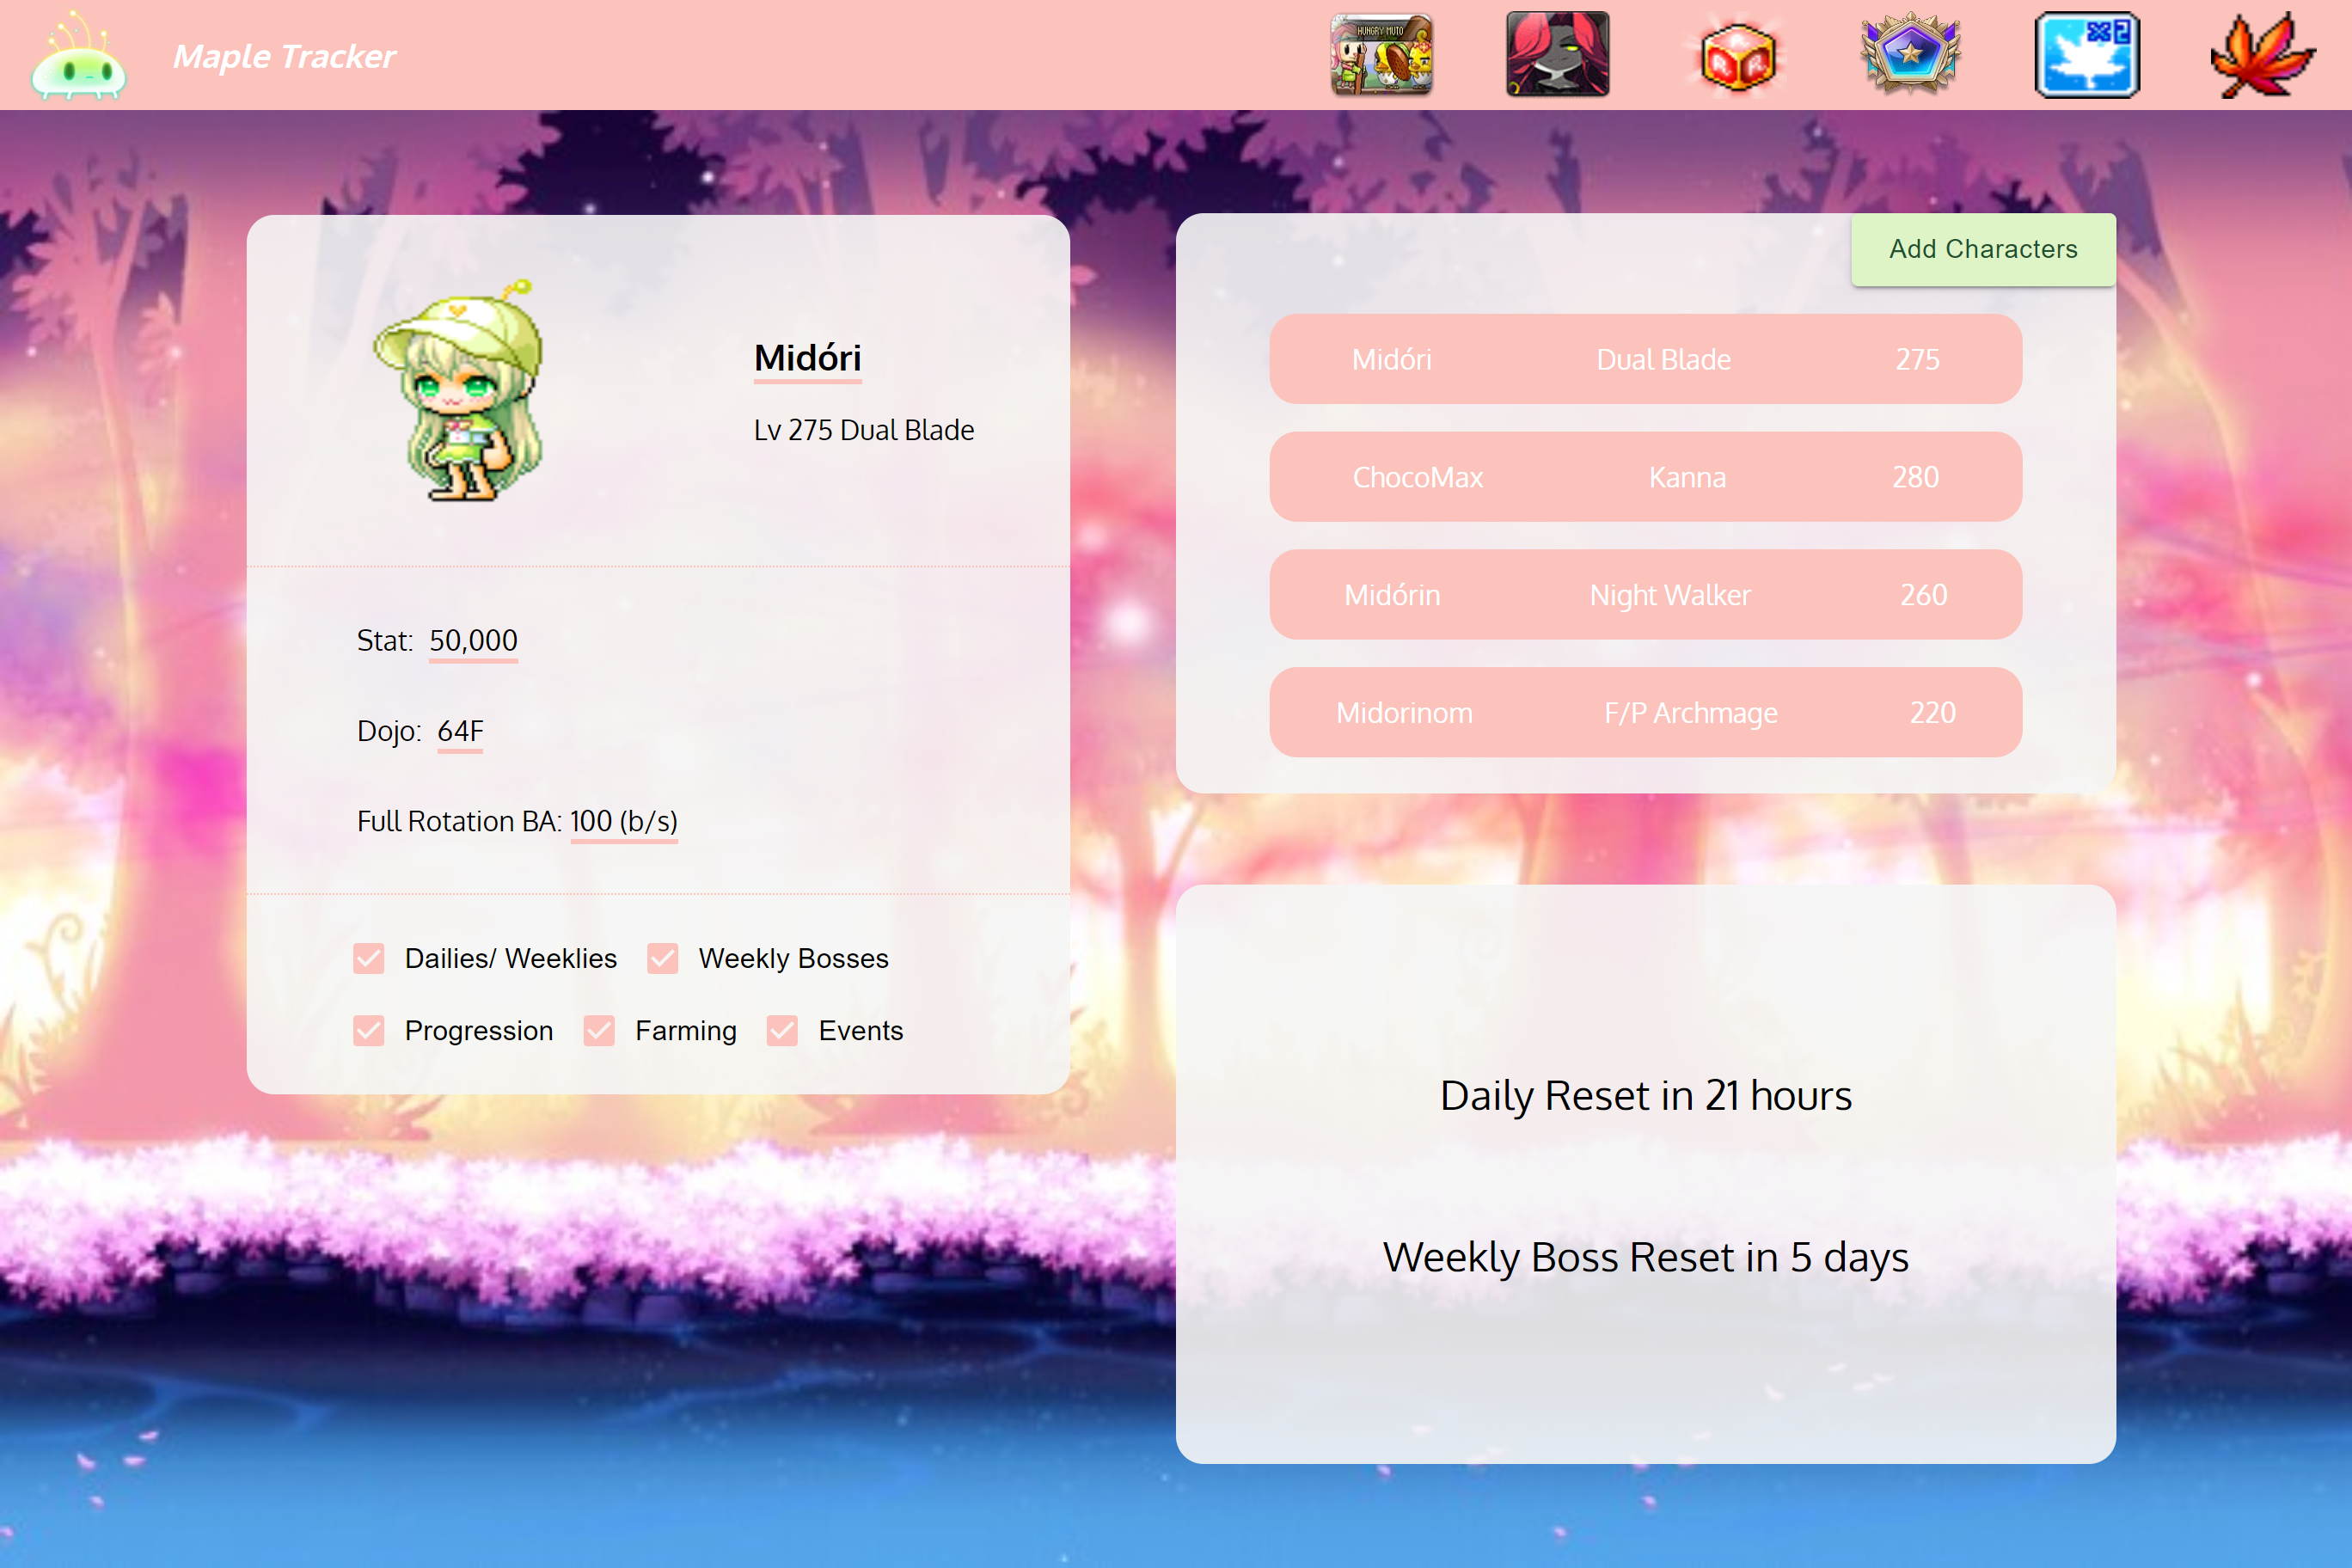 Maple Tracker
HUNGRY MUTO
Midóri
Lv 275 Dual Blade
Stat: 50,000
Dojo: 64F
Full Rotation BA: 100 (b/s)
Dailies/ Weeklies Weekly Bosses
Progression Farming Events
Add Characters
Midóri Dual Blade 275
ChocoMax Kanna 280
Midórin Night Walker 260
Midorinom F/P Archmage 220
Daily Reset in 21 hours
Weekly Boss Reset in 5 days